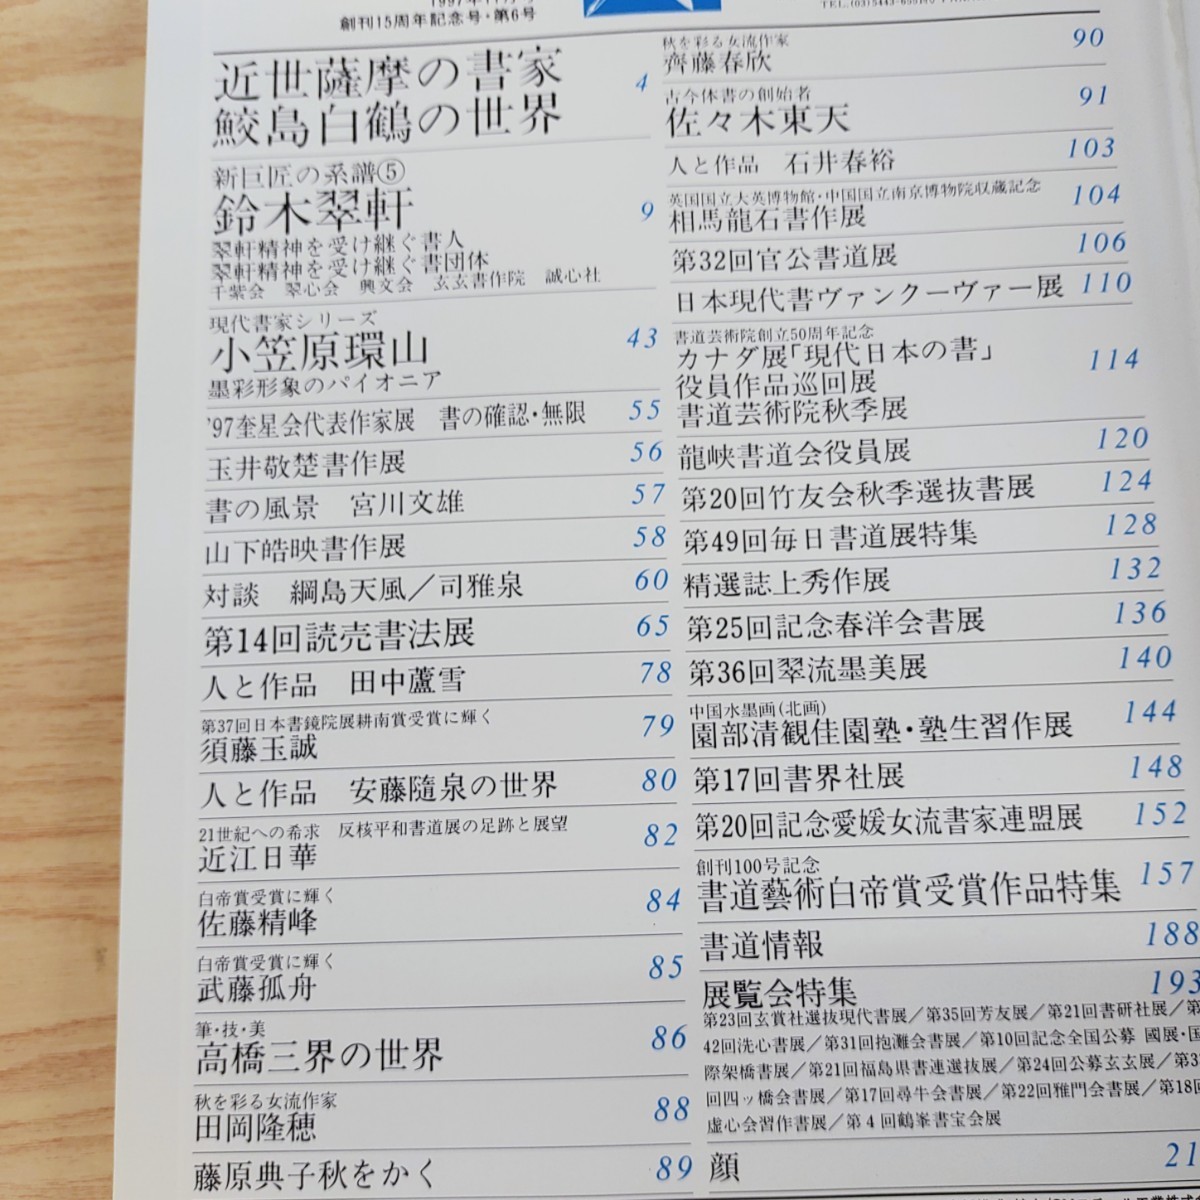 創刊15周年記念号・第6号
近世薩摩の書家
鮫島白鶴の世界
4
新巨匠の系譜⑤
鈴木翠軒
9
翠軒精神を受け継ぐ書人
翠軒精神を受け継ぐ書団体
千紫会 翠心会 興文会 玄玄書作院 誠心社
現代書家シリーズ
小笠原環山
43
墨彩形象のパイオニア
'97奎星会代表作家展 書の確認・無限 55
玉井敬楚書作展 56
書の風景 宮川文雄 57
山下皓映書作展 58
対談 綱島天風／司雅泉 60
第14回読売書法展 65
人と作品 田中蘆雪 78
第37回日本書鏡院展耕南賞受賞に輝く
須藤玉誠 79
人と作品 安藤隨泉の世界 80
21世紀への希求 反核平和書道展の足跡と展望
近江日華 82
白帝賞受賞に輝く
佐藤精峰 84
白帝賞受賞に輝く
武藤孤舟 85
筆・技・美
高橋三界の世界 86
秋を彩る女流作家
田岡隆穂 88
藤原典子秋をかく 89
秋を彩る女流作家
齊藤春欣 90
古今体書の創始者
佐々木東天 91
人と作品 石井春裕 103
英国国立大英博物館・中国国立南京博物院収蔵記念
相馬龍石書作展 104
第32回官公書道展 106
日本現代書ヴァンクーヴァー展 110
書道芸術院創立50周年記念
カナダ展「現代日本の書」
役員作品巡回展
書道芸術院秋季展
114
龍峡書道会役員展 120
第20回竹友会秋季選抜書展 124
第49回毎日書道展特集 128
精選誌上秀作展 132
第25回記念春洋会書展 136
第36回翠流墨美展 140
中国水墨画(北画)
園部清観佳園塾・塾生習作展 144
第17回書界社展 148
第20回記念愛媛女流書家連盟展 152
創刊100号記念
書道藝術白帝賞受賞作品特集 157
書道情報 188
展覧会特集 193
第23回玄賞社選抜現代書展／第35回芳友展／第21回書研社展／第
42回洗心書展／第31回抱灘会書展／第10回記念全国公募 國展・国
際架橋書展／第21回福島県書連選抜展／第24回公募玄玄展／第3
回四ッ橋会書展／第17回尋牛会書展／第22回雅門会書展／第18回
虚心会習作書展／第4回鶴峯書宝会展
顔 21